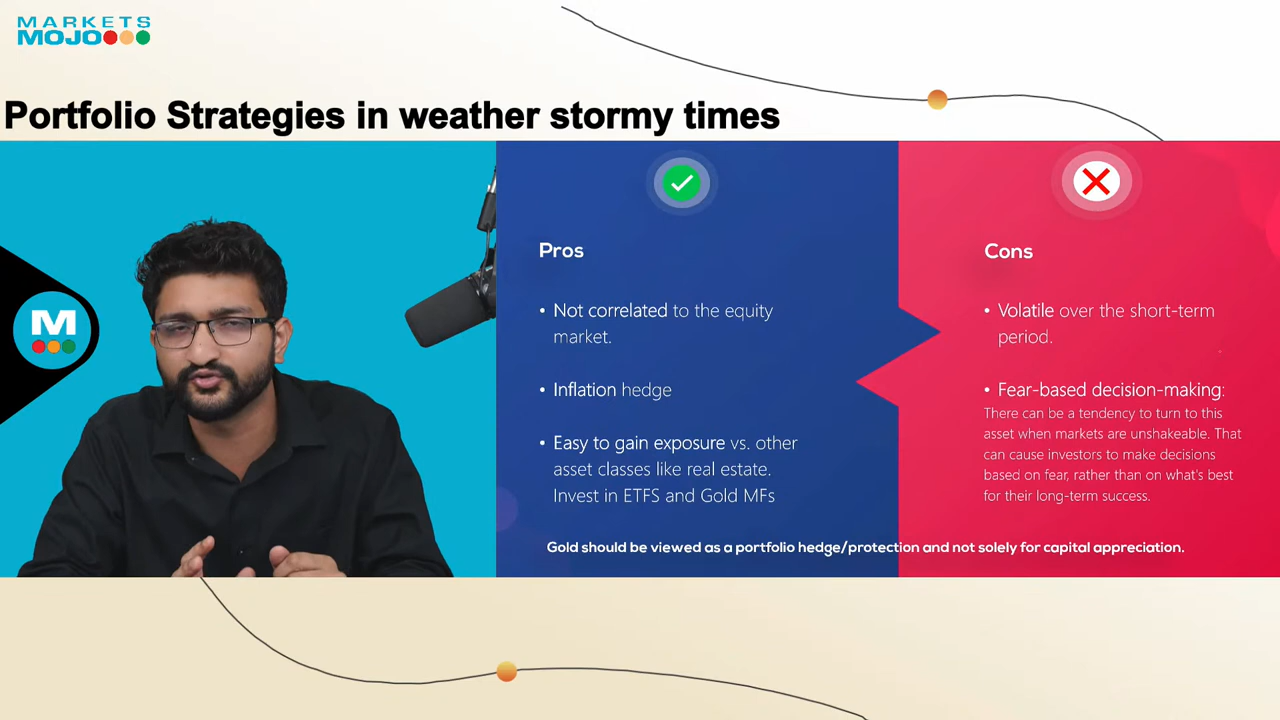 MARKETS
MOJO
Portfolio Strategies in weather stormy times
M
Pros
• Not correlated to the equity
market.
• Inflation hedge
• Easy to gain exposure vs. other
asset classes like real estate.
Invest in ETFS and Gold MFs
Cons
• Volatile over the short-term
period.
• Fear-based decision-making:
There can be a tendency to turn to this
asset when markets are unshakeable. That
can cause investors to make decisions
based on fear, rather than on what's best
for their long-term success.
Gold should be viewed as a portfolio hedge/protection and not solely for capital appreciation.